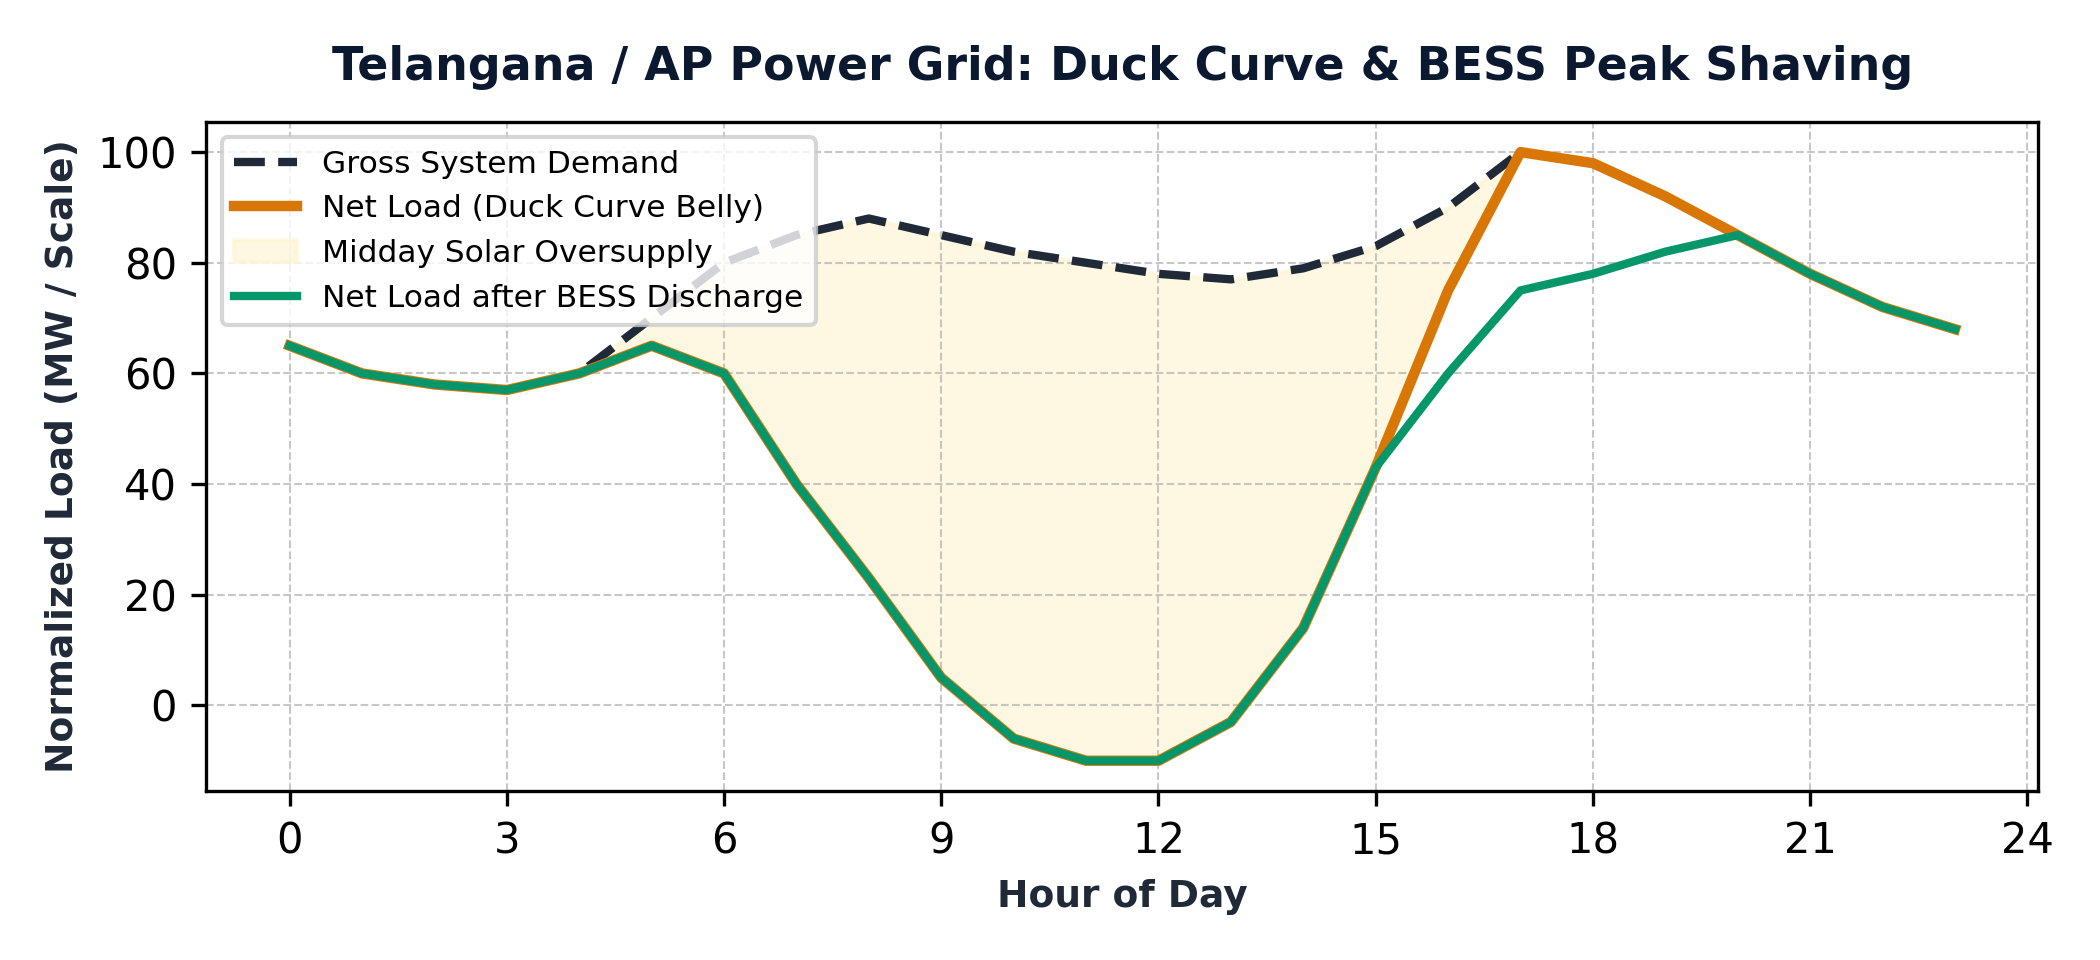 Telangana / AP Power Grid: Duck Curve & BESS Peak Shaving
Normalized Load (MW / Scale)
100
80
60
40
20
0
Gross System Demand
Net Load (Duck Curve Belly)
Midday Solar Oversupply
Net Load after BESS Discharge
0 3 6 9 12 15 18 21 24
Hour of Day